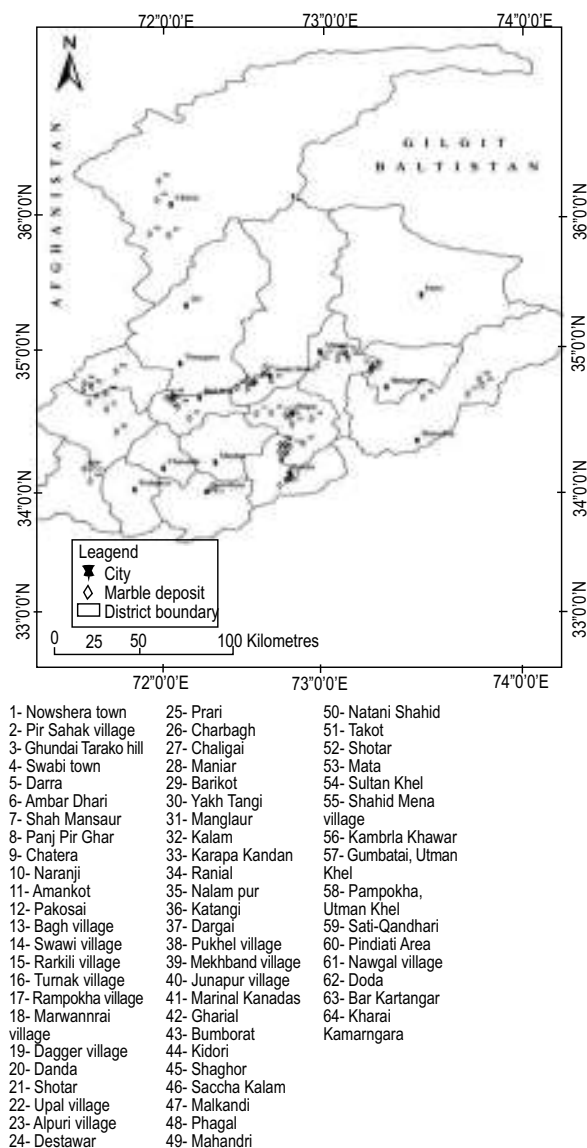 72°0'0'E 73°0'0'E 74°0'0'E
N
AFGHANISTAN
GILGIT
BALTISTAN
36°0'0'N 36°0'0'N
35°0'0'N 35°0'0'N
34°0'0'N 34°0'0'N
33°0'0'N 33°0'0'N
Leagend
City
Marble deposit
District boundary
0 25 50 100 Kilometres
72°0'0'E 73°0'0'E 74°0'0'E
1- Nowshera town
2- Pir Sahak village
3- Ghundai Tarako hill
4- Swabi town
5- Darra
6- Ambar Dhari
7- Shah Mansaur
8- Panj Pir Ghar
9- Chatera
10- Naranji
11- Amankot
12- Pakosai
13- Bagh village
14- Swawi village
15- Rarkili village
16- Turnak village
17- Rampokha village
18- Marwannrai
village
19- Dagger village
20- Danda
21- Shotar
22- Upal village
23- Alpuri village
24- Destawar
25- Prari
26- Charbagh
27- Chaligai
28- Maniar
29- Barikot
30- Yakh Tangi
31- Manglaur
32- Kalam
33- Karapa Kandan
34- Ranial
35- Nalam pur
36- Katangi
37- Dargai
38- Pukhel village
39- Mekhband village
40- Junapur village
41- Marinal Kanadas
42- Gharial
43- Bumborat
44- Kidori
45- Shaghor
46- Saccha Kalam
47- Malkandi
48- Phagal
49- Mahandri
50- Natani Shahid
51- Takot
52- Shotar
53- Mata
54- Sultan Khel
55- Shahid Mena
village
56- Kambrla Khawar
57- Gumbatai, Utman
Khel
58- Pampokha,
Utman Khel
59- Sati-Qandhari
60- Pindiati Area
61- Nawgal village
62- Doda
63- Bar Kartangar
64- Kharai
Kamarngara